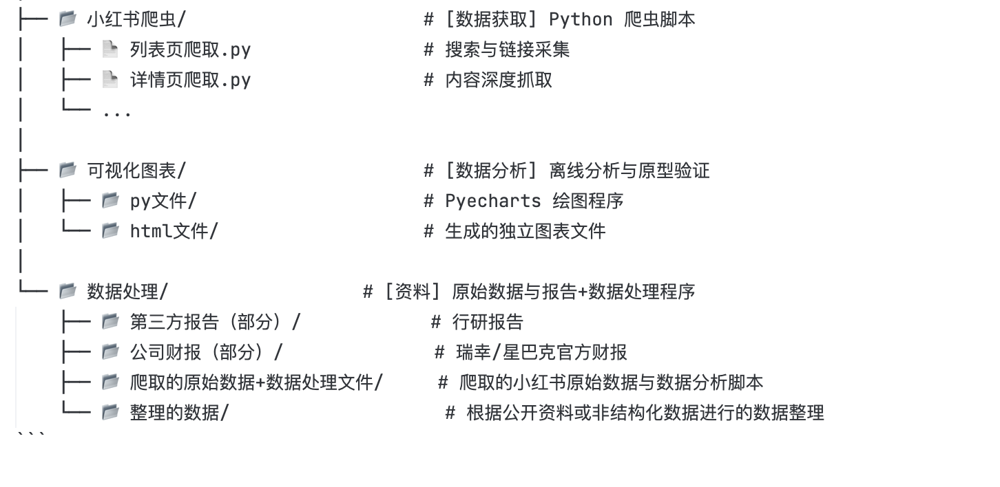 ├── 📂 小红书爬虫/                      # [数据获取] Python 爬虫脚本
│   ├── 📄 列表页爬取.py                # 搜索与链接采集
│   ├── 📄 详情页爬取.py                # 内容深度抓取
│   └── ...
│
├── 📂 可视化图表/                      # [数据分析] 离线分析与原型验证
│   ├── 📂 py文件/                      # Pyecharts 绘图程序
│   └── 📂 html文件/                    # 生成的独立图表文件
│
└── 📂 数据处理/                  # [资料] 原始数据与报告+数据处理程序
    ├── 📂 第三方报告（部分）/            # 行研报告
    ├── 📂 公司财报（部分）/              # 瑞幸/星巴克官方财报
    ├── 📂 爬取的原始数据+数据处理文件/     # 爬取的小红书原始数据与数据分析脚本
    └── 📂 整理的数据/                    # 根据公开资料或非结构化数据进行的数据整理
```